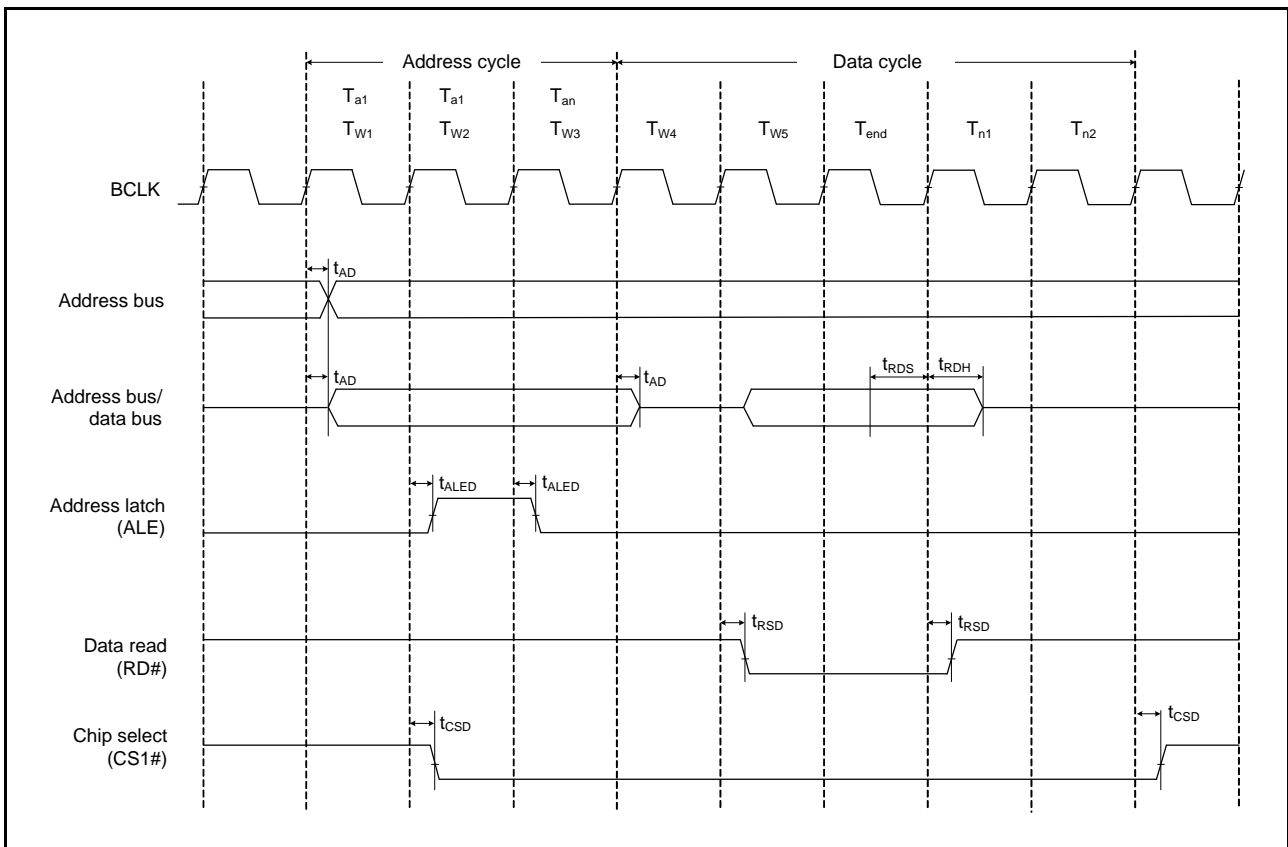 Address cycle Data cycle
Ta1 Ta1 Tan
TW1 TW2 TW3 TW4 TW5 Tend Tn1 Tn2
BCLK
tAD
Address bus
tRDS tRDH
tAD tAD
Address bus/
data bus
tALED tALED
Address latch
(ALE)
tRSD tRSD
Data read
(RD#)
tCSD tCSD
Chip select
(CS1#)